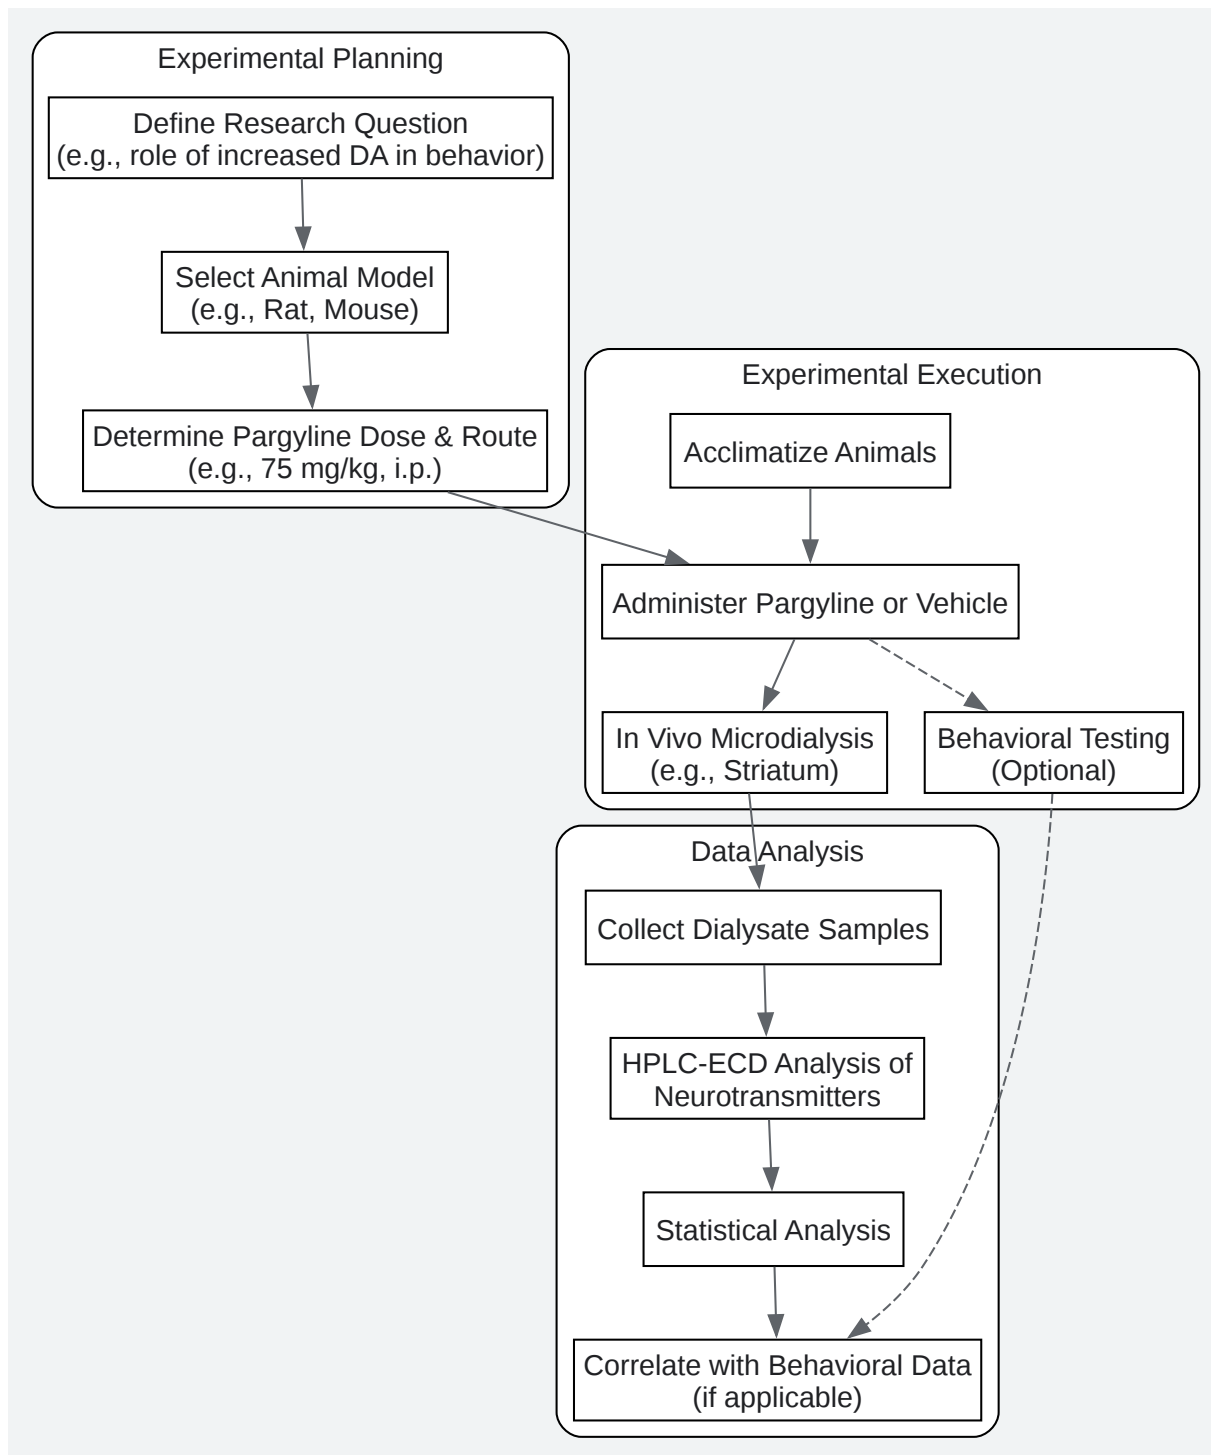 Experimental Planning
Define Research Question
(e.g., role of increased DA in behavior)
Select Animal Model
(e.g., Rat, Mouse)
Determine Pargyline Dose & Route
(e.g., 75 mg/kg, i.p.)
Experimental Execution
Acclimatize Animals
Administer Pargyline or Vehicle
In Vivo Microdialysis
(e.g., Striatum)
Behavioral Testing
(Optional)
Data Analysis
Collect Dialysate Samples
HPLC-ECD Analysis of
Neurotransmitters
Statistical Analysis
Correlate with Behavioral Data
(if applicable)